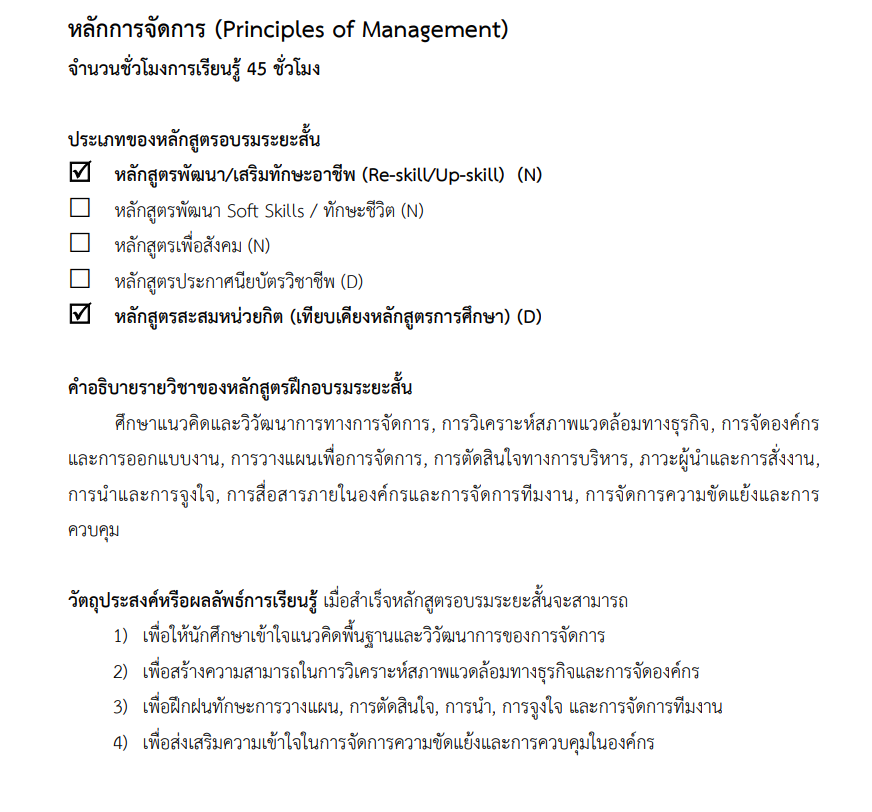 หลักการจัดการ (Principles of Management)
จำนวนชั่วโมงการเรียนรู้ 45 ชั่วโมง
ประเภทของหลักสูตรอบรมระยะสั้น
☑ หลักสูตรพัฒนา/เสริมทักษะอาชีพ (Re-skill/Up-skill) (N)
☐ หลักสูตรพัฒนา Soft Skills / ทักษะชีวิต (N)
☐ หลักสูตรเพื่อสังคม (N)
☐ หลักสูตรประกาศนียบัตรวิชาชีพ (D)
☑ หลักสูตรสะสมหน่วยกิต (เทียบเคียงหลักสูตรการศึกษา) (D)
คำอธิบายรายวิชาของหลักสูตรฝึกอบรมระยะสั้น
ศึกษาแนวคิดและวิวัฒนาการทางการจัดการ, การวิเคราะห์สภาพแวดล้อมทางธุรกิจ, การจัดองค์กร
และการออกแบบงาน, การวางแผนเพื่อการจัดการ, การตัดสินใจทางการบริหาร, ภาวะผู้นำและการสั่งงาน,
การนำและการจูงใจ, การสื่อสารภายในองค์กรและการจัดการทีมงาน, การจัดการความขัดแย้งและการ
ควบคุม
วัตถุประสงค์หรือผลลัพธ์การเรียนรู้ เมื่อสำเร็จหลักสูตรอบรมระยะสั้นจะสามารถ
1) เพื่อให้นักศึกษาเข้าใจแนวคิดพื้นฐานและวิวัฒนาการของการจัดการ
2) เพื่อสร้างความสามารถในการวิเคราะห์สภาพแวดล้อมทางธุรกิจและการจัดองค์กร
3) เพื่อฝึกฝนทักษะการวางแผน, การตัดสินใจ, การนำ, การจูงใจ และการจัดการทีมงาน
4) เพื่อส่งเสริมความเข้าใจในการจัดการความขัดแย้งและการควบคุมในองค์กร